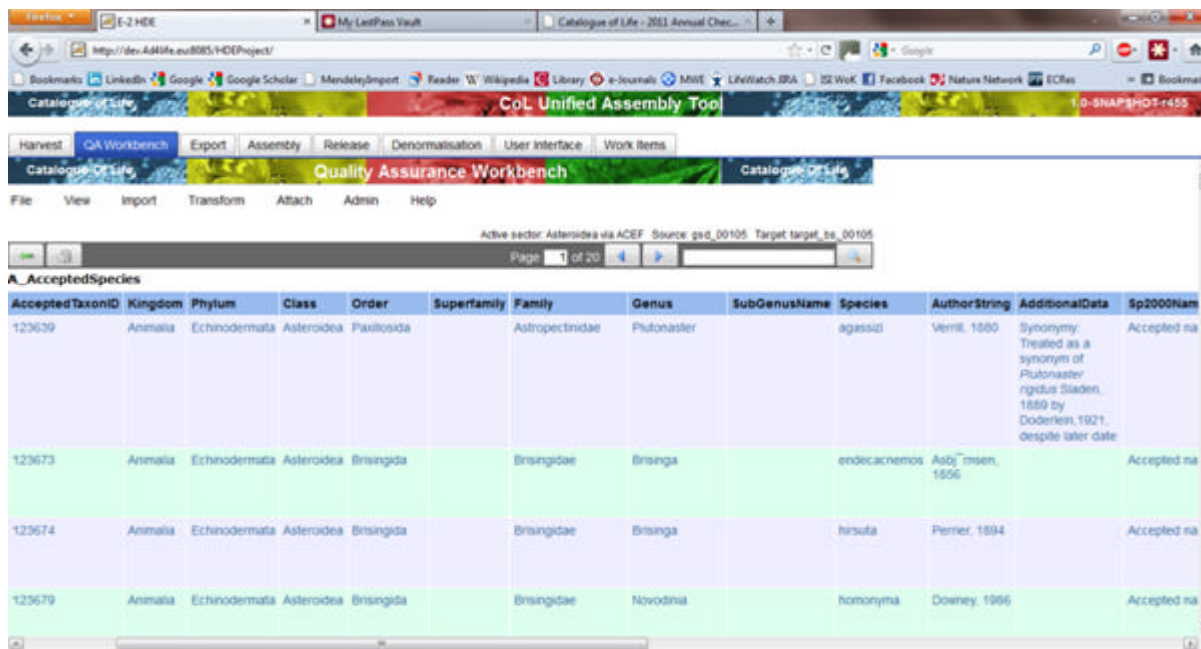 Firefox
E-2 HDE
My LastPass Vault
Catalogue of Life - 2011 Annual Chec...
http://dev.4d4life.eu:8085/HDEProject/
Google
Bookmarks LinkedIn Google Google Scholar MendeleyImport Reader Wikipedia Library e-Journals MWE LifeWatch JIRA ISI WoK Facebook Nature Network Bookmar
Catalogue of Life CoL Unified Assembly Tool 1.0-SNAPSHOT-r455
Harvest QA Workbench Export Assembly Release Denormalisation User Interface Work Items
Catalogue Of Life Quality Assurance Workbench Catalogue Of Life
File View Import Transform Attach Admin Help
Active sector: Asteroidea via ACEF Source: gsd_00105 Target: target_bs_00105
Page 1 of 20
A_AcceptedSpecies
AcceptedTaxonID Kingdom Phylum Class Order Superfamily Family Genus SubGenusName Species AuthorString AdditionalData Sp2000Nam
123639 Animalia Echinodermata Asteroidea Paxillosida Astropectinidae Plutonaster agassizi Verrill, 1880 Synonymy: Accepted na
Treated as a
synonym of
Plutonaster
rigidus Sladen,
1889 by
Doderlein,1921,
despite later date
123673 Animalia Echinodermata Asteroidea Brisingida Brisingidae Brisinga endecacnemos Asbj¯rnsen, Accepted na
1856
123674 Animalia Echinodermata Asteroidea Brisingida Brisingidae Brisinga hirsuta Perrier, 1894 Accepted na
123679 Animalia Echinodermata Asteroidea Brisingida Brisingidae Novodinia homonyma Downey, 1986 Accepted na